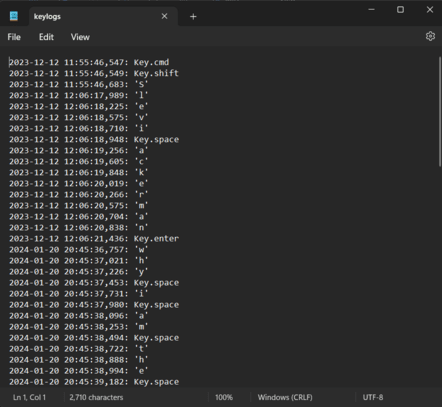 keylogs
File Edit View
2023-12-12 11:55:46,547: Key.cmd
2023-12-12 11:55:46,549: Key.shift
2023-12-12 11:55:46,683: 'S'
2023-12-12 12:06:17,989: 'l'
2023-12-12 12:06:18,225: 'e'
2023-12-12 12:06:18,575: 'v'
2023-12-12 12:06:18,710: 'i'
2023-12-12 12:06:18,948: Key.space
2023-12-12 12:06:19,256: 'a'
2023-12-12 12:06:19,605: 'c'
2023-12-12 12:06:19,848: 'k'
2023-12-12 12:06:20,019: 'e'
2023-12-12 12:06:20,266: 'r'
2023-12-12 12:06:20,575: 'm'
2023-12-12 12:06:20,704: 'a'
2023-12-12 12:06:20,838: 'n'
2023-12-12 12:06:21,436: Key.enter
2024-01-20 20:45:36,757: 'w'
2024-01-20 20:45:37,021: 'h'
2024-01-20 20:45:37,226: 'y'
2024-01-20 20:45:37,453: Key.space
2024-01-20 20:45:37,731: 'i'
2024-01-20 20:45:37,980: Key.space
2024-01-20 20:45:38,096: 'a'
2024-01-20 20:45:38,253: 'm'
2024-01-20 20:45:38,494: Key.space
2024-01-20 20:45:38,722: 't'
2024-01-20 20:45:38,888: 'h'
2024-01-20 20:45:38,994: 'e'
2024-01-20 20:45:39,182: Key.space
Ln 1, Col 1 2,710 characters 100% Windows (CRLF) UTF-8